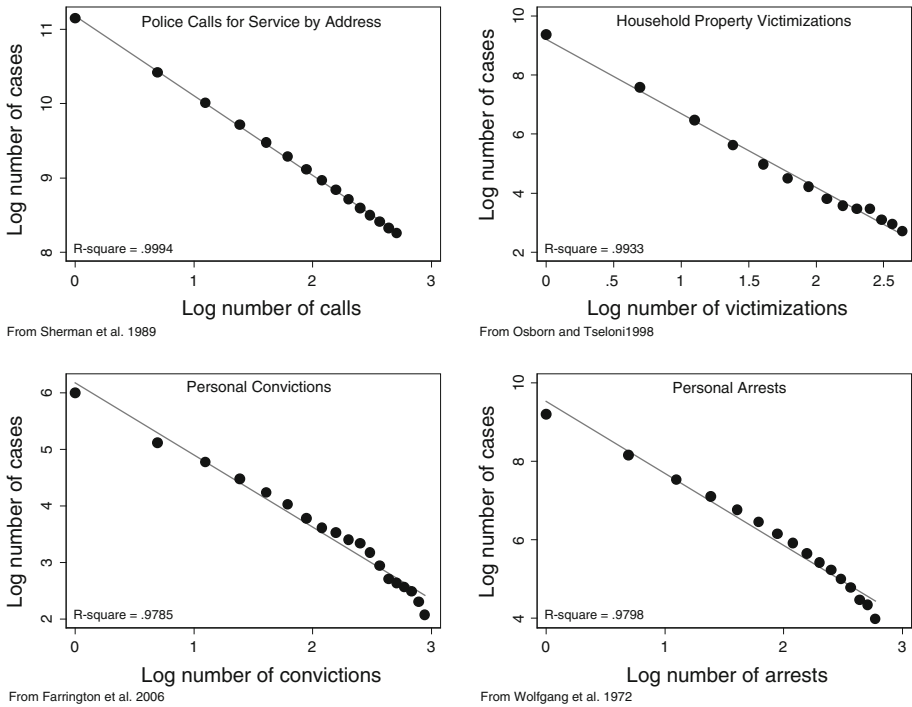 Police Calls for Service by Address
Log number of cases
11
10
9
8
R-square = .9994
0
1
2
3
Log number of calls
From Sherman et al. 1989
Household Property Victimizations
Log number of cases
10
8
6
4
2
R-square = .9933
0
.5
1
1.5
2
2.5
Log number of victimizations
From Osborn and Tseloni1998
Personal Convictions
Log number of cases
6
5
4
3
2
R-square = .9785
0
1
2
3
Log number of convictions
From Farrington et al. 2006
Personal Arrests
Log number of cases
10
8
6
4
R-square = .9798
0
1
2
3
Log number of arrests
From Wolfgang et al. 1972